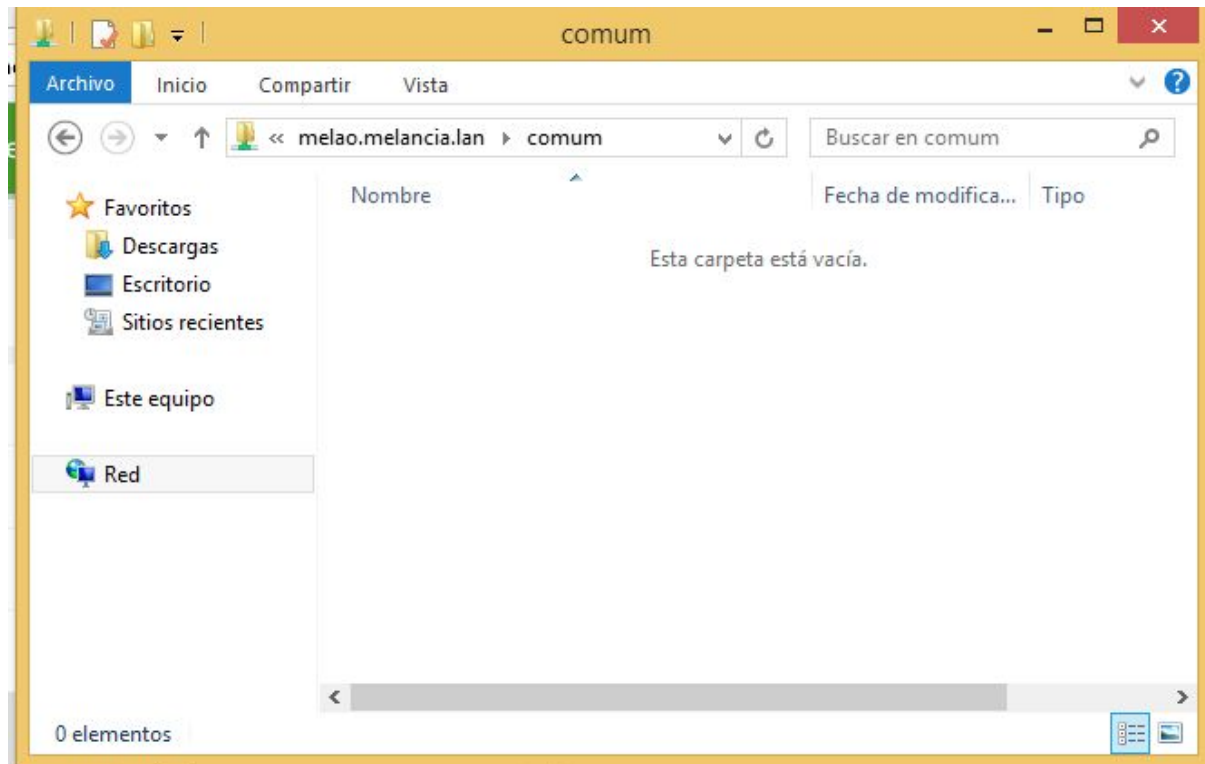 comum
Archivo Inicio Compartir Vista
« melao.melancia.lan comum Buscar en comum
Nombre Fecha de modifica... Tipo
Favoritos
Esta carpeta está vacía.
Descargas
Escritorio
Sitios recientes
Este equipo
Red
0 elementos